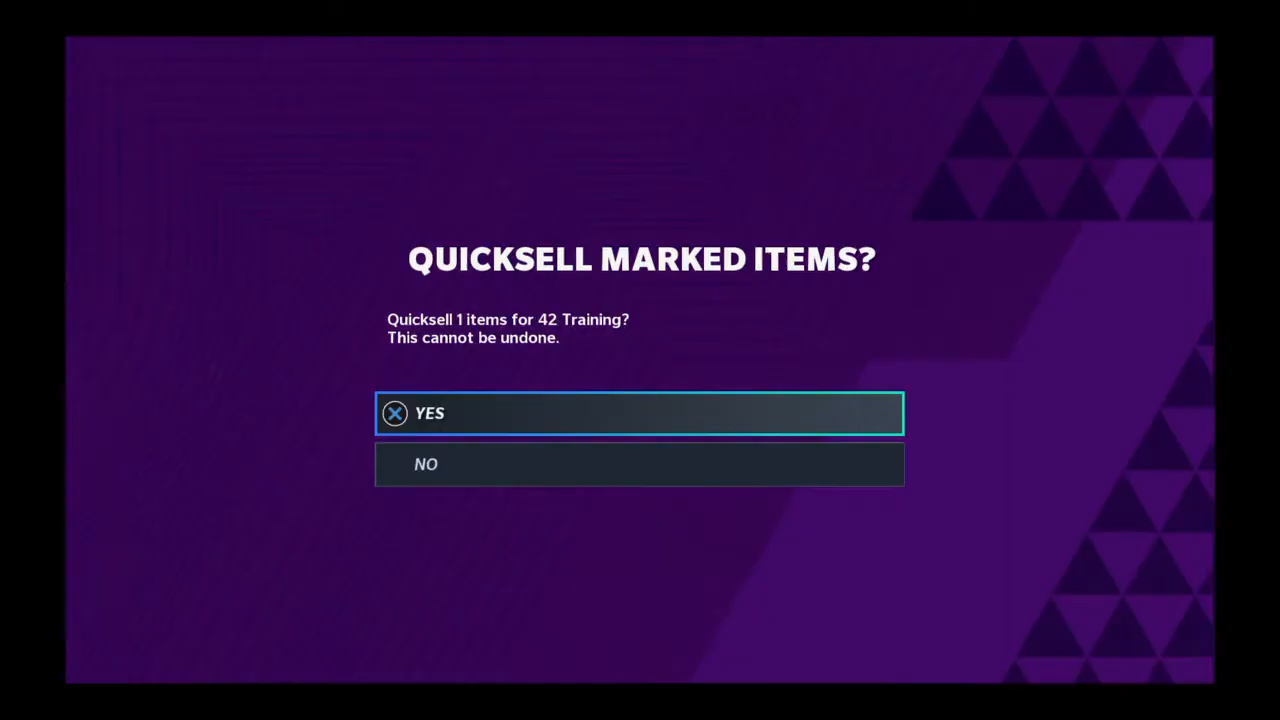 QUICKSELL MARKED ITEMS?
Quicksell 1 items for 42 Training?
This cannot be undone.
YES
NO